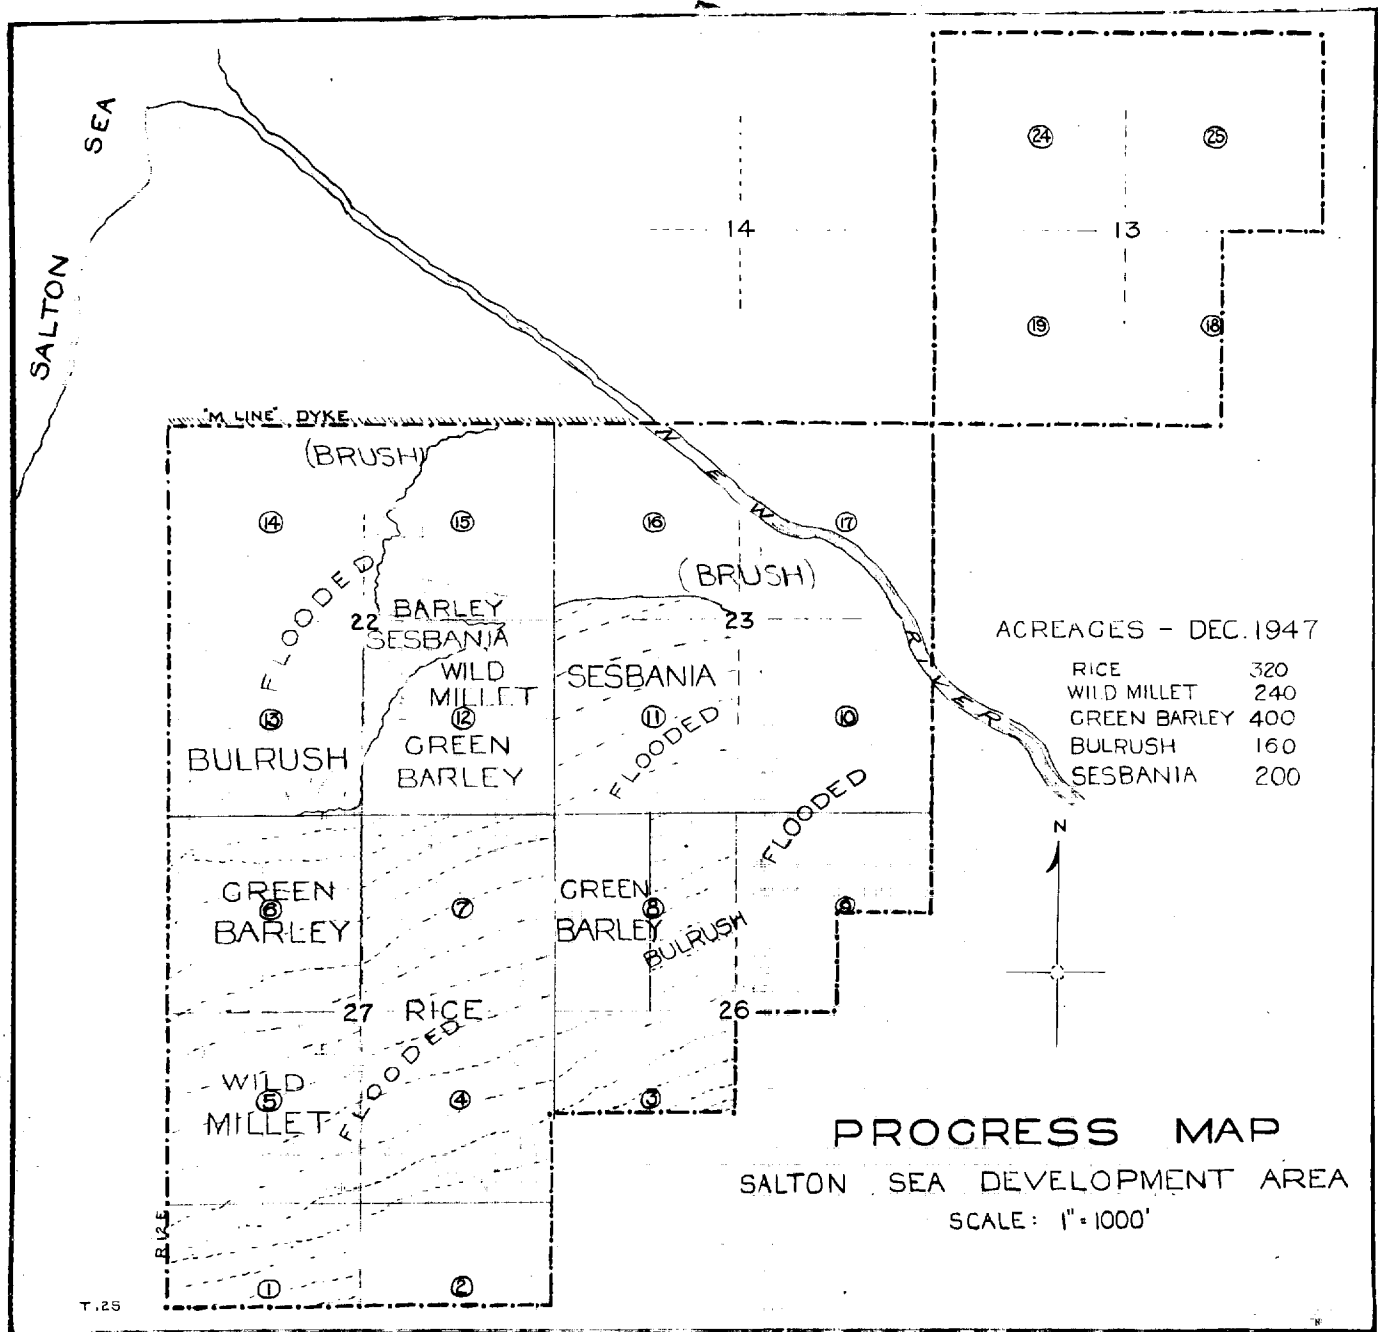 SEA
SALTON
24
25
14
13
19
18
"M LINE" DYKE
(BRUSH)
NEW RIVER
14
15
16
17
(BRUSH)
FLOODED
22
BARLEY
SESBANIA
23
WILD
MILLET
SESBANIA
13
12
11
10
BULRUSH
GREEN
BARLEY
FLOODED
FLOODED
ACREAGES - DEC. 1947
RICE 320
WILD MILLET 240
GREEN BARLEY 400
BULRUSH 160
SESBANIA 200
N
GREEN
BARLEY
6
7
GREEN
BARLEY
8
9
BULRUSH
27
RICE
26
FLOODED
WILD
MILLET
5
4
3
PROGRESS MAP
SALTON SEA DEVELOPMENT AREA
SCALE: 1"=1000'
R12E
1
2
T.25